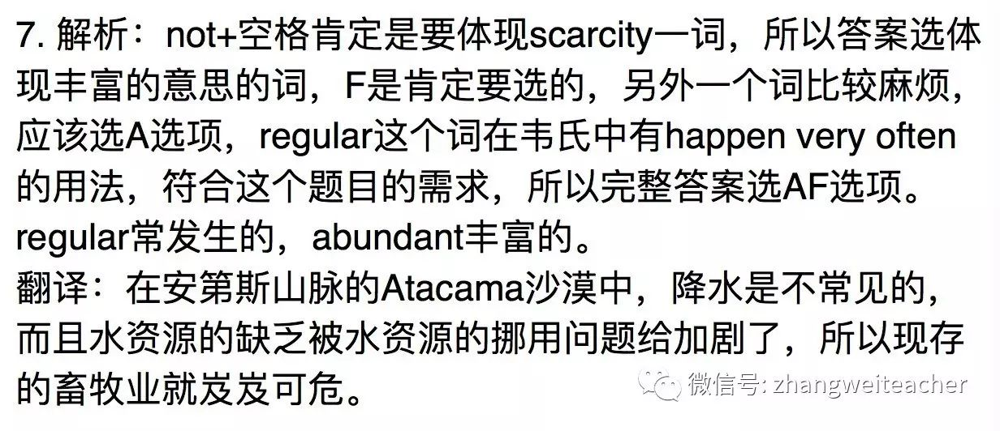 7. 解析：not+空格肯定是要体现scarcity一词，所以答案选体
现丰富的意思的词，F是肯定要选的，另外一个词比较麻烦，
应该选A选项，regular这个词在韦氏中有happen very often
的用法，符合这个题目的需求，所以完整答案选AF选项。
regular常发生的，abundant丰富的。
翻译：在安第斯山脉的Atacama沙漠中，降水是不常见的，
而且水资源的缺乏被水资源的挪用问题给加剧了，所以现存
的畜牧业就岌岌可危。
微信号: zhangweiteacher